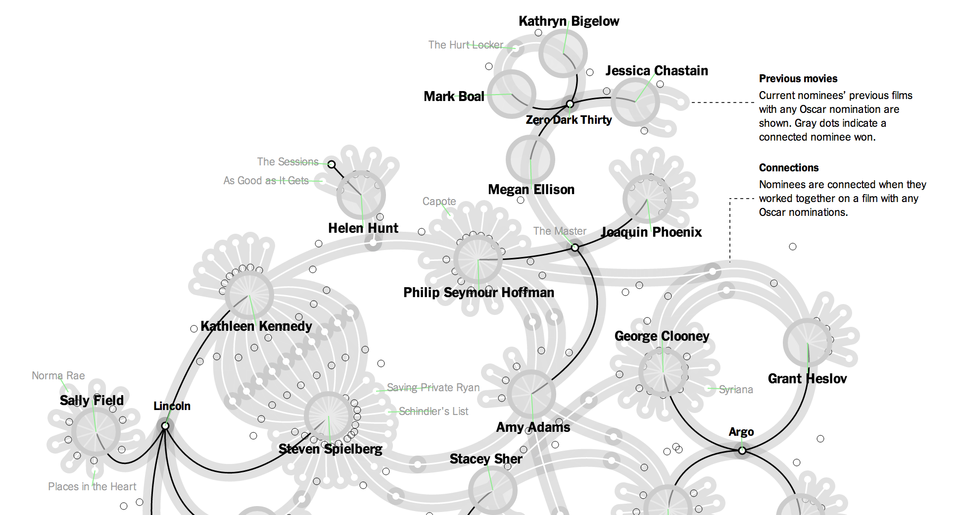 Kathryn Bigelow
The Hurt Locker
Jessica Chastain
Mark Boal
Zero Dark Thirty
Previous movies
Current nominees' previous films
with any Oscar nomination are
shown. Gray dots indicate a
connected nominee won.
The Sessions
As Good as It Gets
Megan Ellison
Connections
Nominees are connected when they
worked together on a film with any
Oscar nominations.
Capote
Helen Hunt
The Master
Joaquin Phoenix
Philip Seymour Hoffman
Kathleen Kennedy
George Clooney
Norma Rae
Grant Heslov
Saving Private Ryan
Syriana
Sally Field
Lincoln
Schindler's List
Amy Adams
Argo
Steven Spielberg
Stacey Sher
Places in the Heart